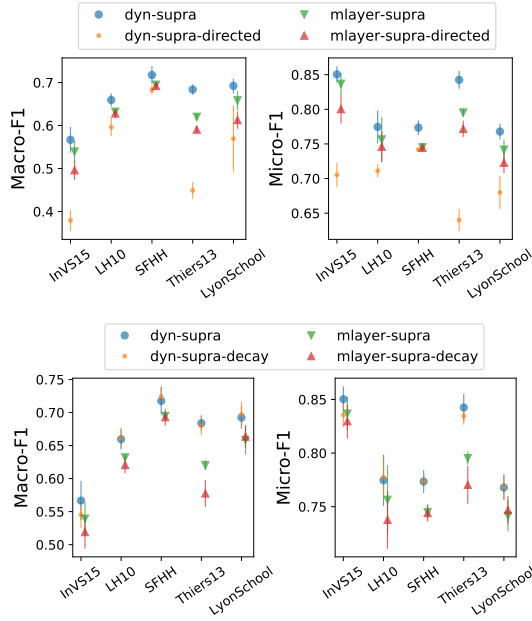 dyn-supra mlayer-supra
dyn-supra-directed mlayer-supra-directed
Macro-F1
0.7
0.6
0.5
0.4
InVS15 LH10 SFHH Thiers13 LyonSchool
Micro-F1
0.85
0.80
0.75
0.70
0.65
InVS15 LH10 SFHH Thiers13 LyonSchool
dyn-supra mlayer-supra
dyn-supra-decay mlayer-supra-decay
Macro-F1
0.75
0.70
0.65
0.60
0.55
0.50
InVS15 LH10 SFHH Thiers13 LyonSchool
Micro-F1
0.85
0.80
0.75
InVS15 LH10 SFHH Thiers13 LyonSchool